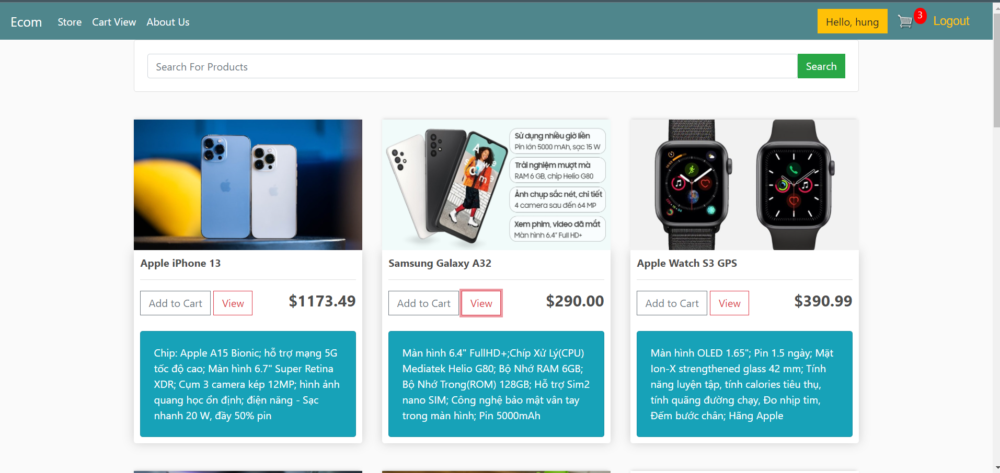 Ecom Store Cart View About Us Hello, hung 3 Logout
Search For Products Search
Sử dụng nhiều giờ liền
Pin lớn 5000 mAh, sạc 15 W
Trải nghiệm mượt mà
RAM 6 GB, chip Helio G80
Ảnh chụp sắc nét, chi tiết
4 camera sau đến 64 MP
Xem phim, video đã mắt
Màn hình 6.4" Full HD+
Awesome
Apple iPhone 13
Add to Cart View $1173.49
Chip: Apple A15 Bionic; hỗ trợ mạng 5G
tốc độ cao; Màn hình 6.7" Super Retina
XDR; Cụm 3 camera kép 12MP; hình ảnh
quang học ổn định; điện năng - Sạc
nhanh 20 W, đầy 50% pin
Samsung Galaxy A32
Add to Cart View $290.00
Màn hình 6.4" FullHD+;Chíp Xử Lý(CPU)
Mediatek Helio G80; Bộ Nhớ RAM 6GB;
Bộ Nhớ Trong(ROM) 128GB; Hỗ trợ Sim2
nano SIM; Công nghệ bảo mật vân tay
trong màn hình; Pin 5000mAh
Apple Watch S3 GPS
Add to Cart View $390.99
Màn hình OLED 1.65"; Pin 1.5 ngày; Mặt
Ion-X strengthened glass 42 mm; Tính
năng luyện tập, tính calories tiêu thụ,
tính quãng đường chạy, Đo nhịp tim,
Đếm bước chân; Hãng Apple